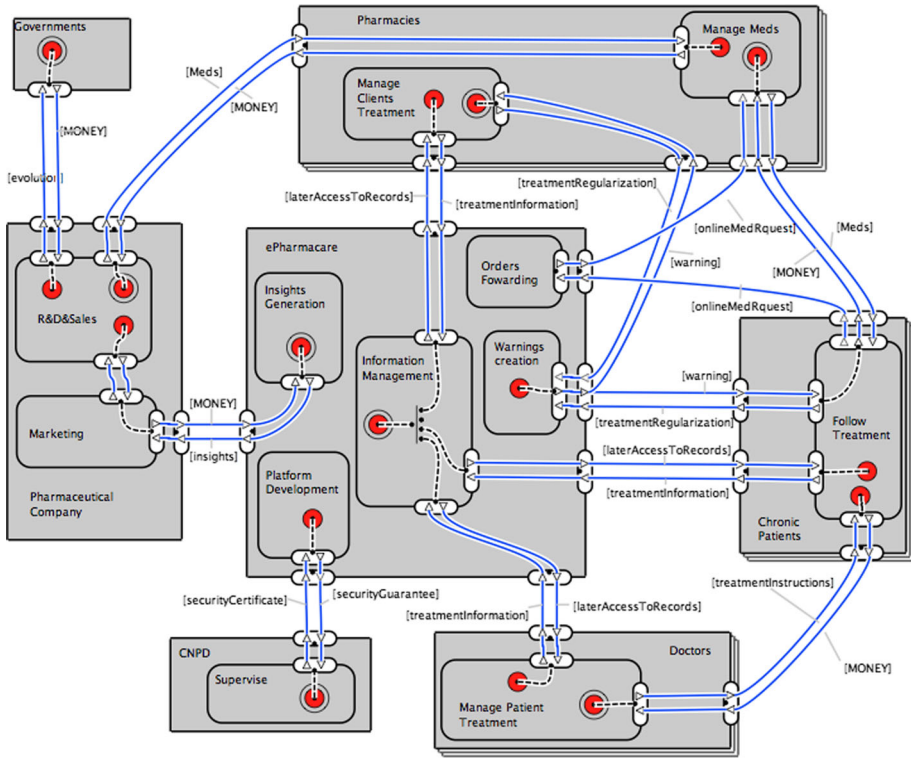 Pharmacies
Governments
Manage Meds
[Meds]
Manage
Clients
Treatment
[MONEY]
[MONEY]
[evolution]
[treatmentRegularization]
[laterAccessToRecords]
[treatmentInformation]
[onlineMedRquest]
[Meds]
ePharmacare
[warning]
[MONEY]
Orders
Fowarding
Insights
Generation
[onlineMedRquest]
R&D&Sales
Warnings
creation
Information
Management
[warning]
[MONEY]
Marketing
Follow
Treatment
[treatmentRegularization]
[insights]
[laterAccessToRecords]
Platform
Development
[treatmentInformation]
Pharmaceutical
Company
Chronic
Patients
[securityCertificate]
[securityGuarantee]
[treatmentInstructions]
[treatmentInformation]
[laterAccessToRecords]
CNPD
Doctors
[MONEY]
Supervise
Manage Patient
Treatment